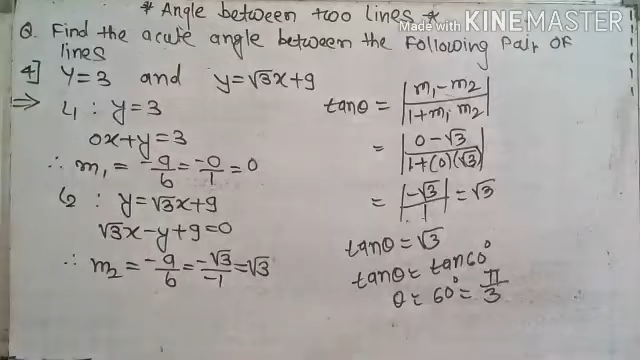 * Angle between two lines *
Made with KINEMASTER
Q. Find the acute angle between the following pair of
lines
4] y=3 and y=√3x+9
⇒ L1 : y=3
0x+y=3
∴ m₁ = -a/b = -0/1 = 0
L2 : y=√3x+9
√3x-y+9=0
∴ m₂ = -a/b = -√3/-1 = √3
tanθ = |m₁-m₂ / 1+m₁ m₂|
= |0-√3 / 1+(0)(√3)|
= |-√3 / 1| = √3
tanθ = √3
tanθ = tan60°
θ = 60° = π/3